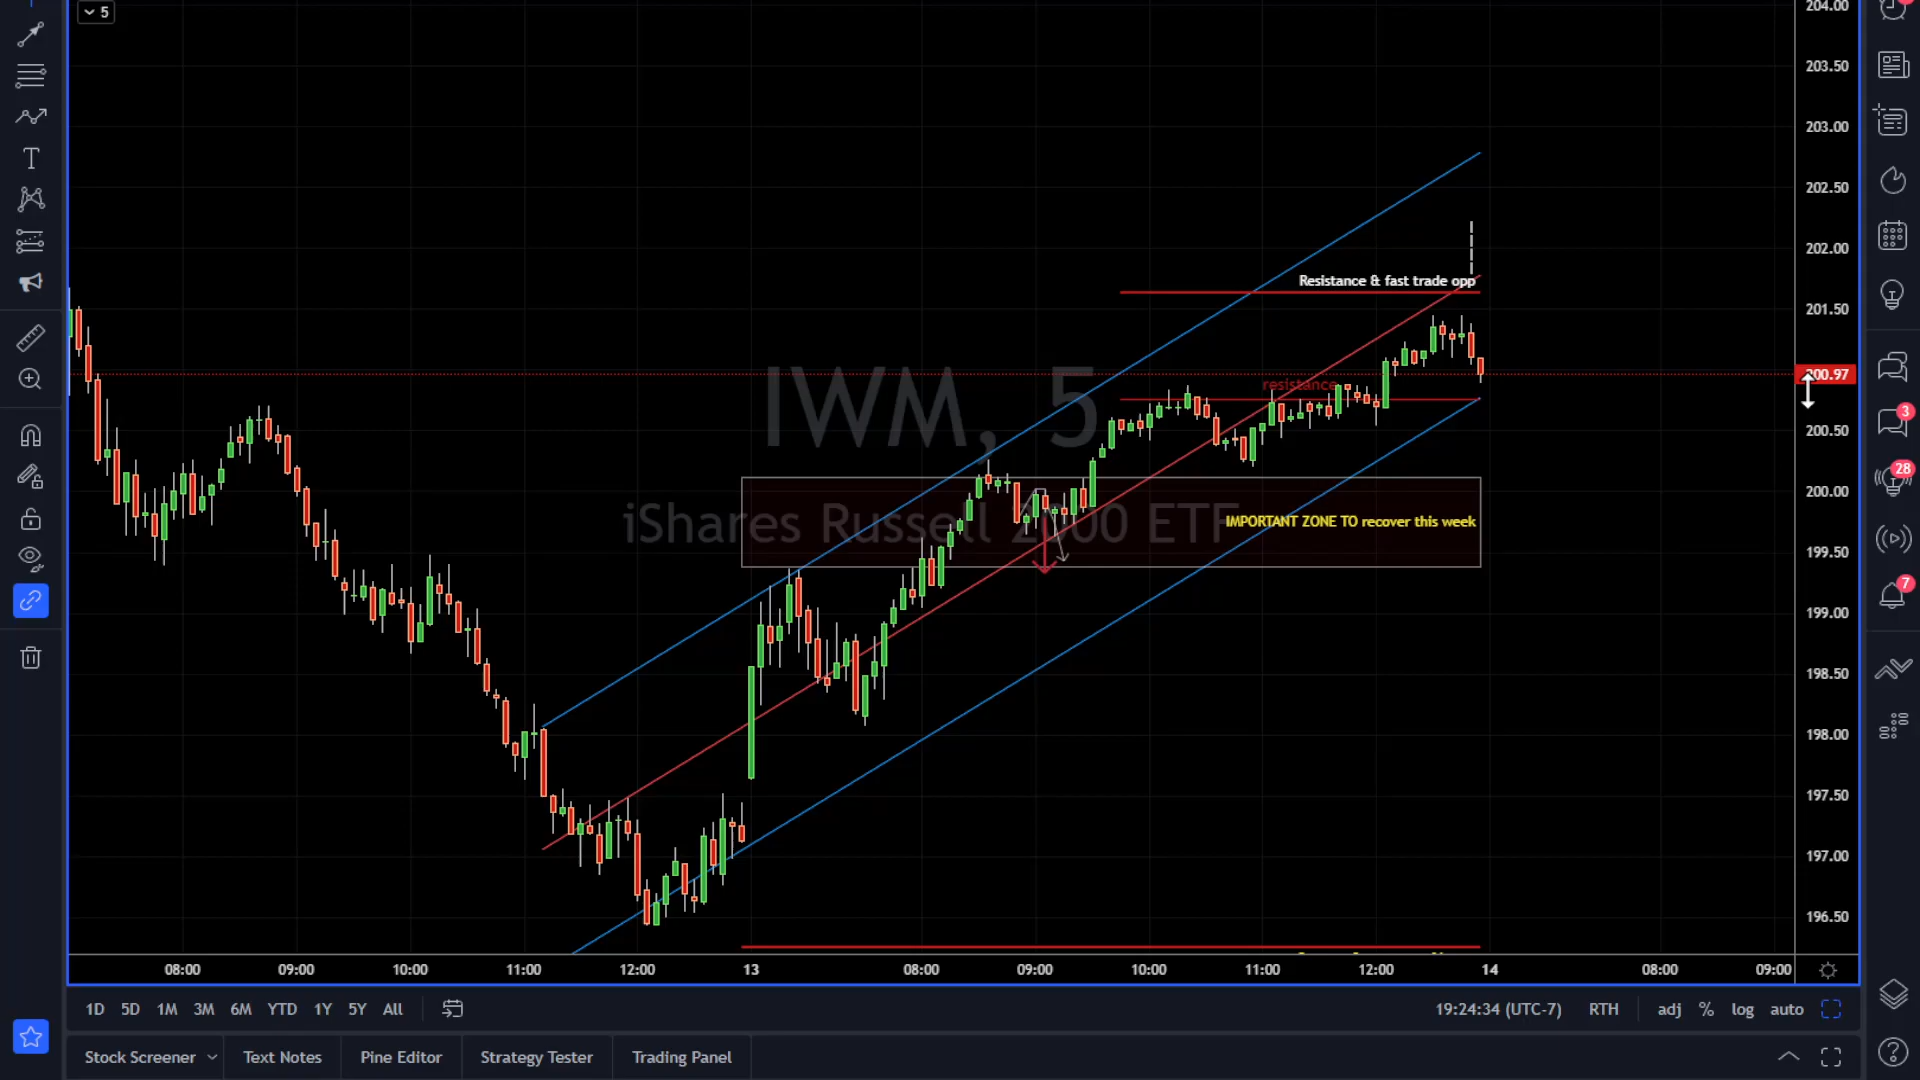 5
204.00
203.50
203.00
202.50
202.00
Resistance & fast trade opp
201.50
200.97
resistance
IWM, 5
200.50
3
28
200.00
iShares Russell 2000 ETF
IMPORTANT ZONE TO recover this week
199.50
7
199.00
198.50
198.00
197.50
197.00
196.50
08:00 09:00 10:00 11:00 12:00 13 08:00 09:00 10:00 11:00 12:00 14 08:00 09:00
1D 5D 1M 3M 6M YTD 1Y 5Y All 19:24:34 (UTC-7) RTH adj % log auto
Stock Screener Text Notes Pine Editor Strategy Tester Trading Panel